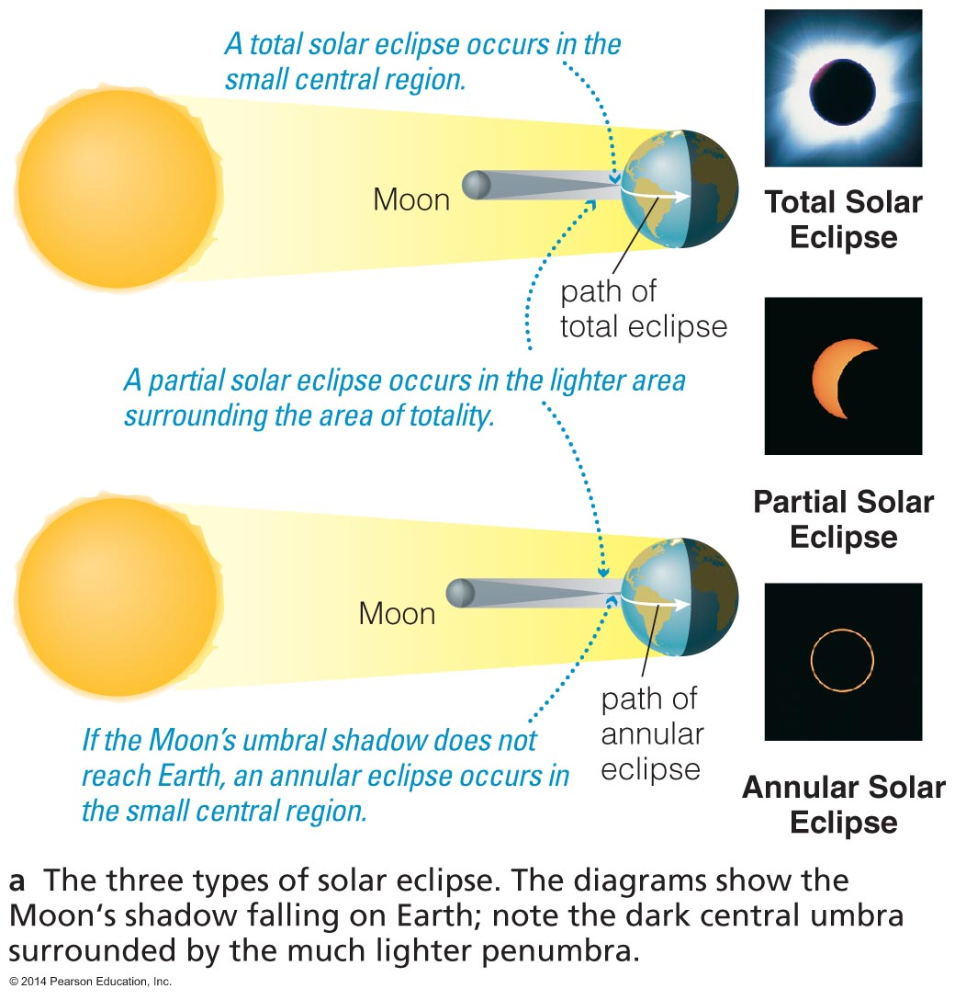 A total solar eclipse occurs in the
small central region.
Moon
path of
total eclipse
Total Solar
Eclipse
A partial solar eclipse occurs in the lighter area
surrounding the area of totality.
Partial Solar
Eclipse
Moon
path of
annular
eclipse
If the Moon's umbral shadow does not
reach Earth, an annular eclipse occurs in
the small central region.
Annular Solar
Eclipse
a The three types of solar eclipse. The diagrams show the
Moon‘s shadow falling on Earth; note the dark central umbra
surrounded by the much lighter penumbra.
© 2014 Pearson Education, Inc.